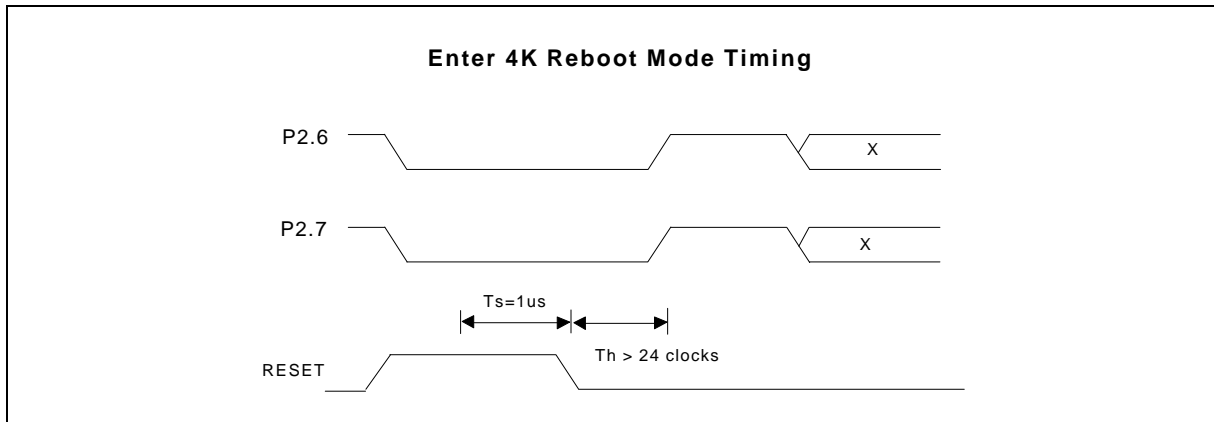 Enter 4K Reboot Mode Timing
P2.6
X
P2.7
X
Ts=1us
Th > 24 clocks
RESET